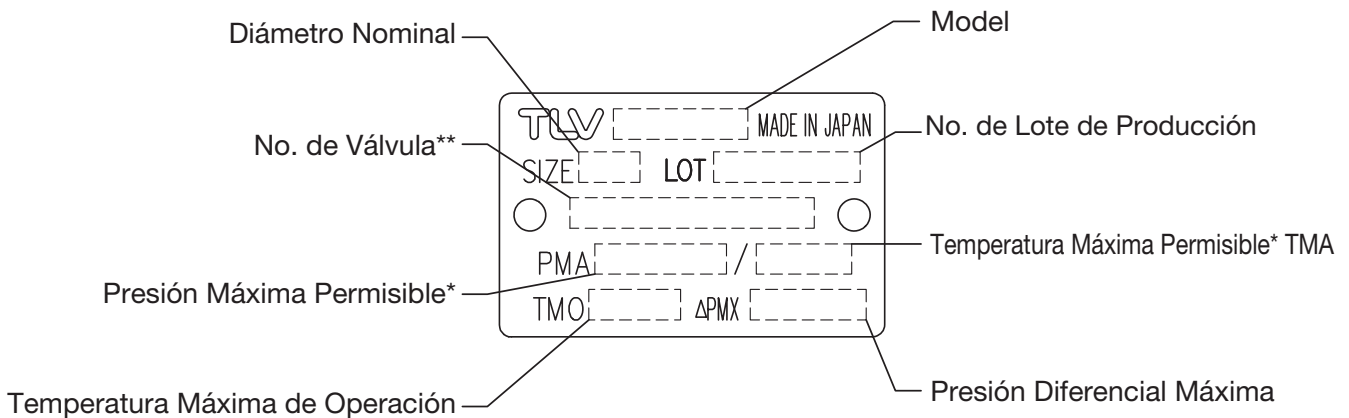 Diámetro Nominal
Model
TLV MADE IN JAPAN
No. de Válvula**
No. de Lote de Producción
SIZE LOT
Temperatura Máxima Permisible* TMA
PMA /
Presión Máxima Permisible*
TMO ΔPMX
Temperatura Máxima de Operación
Presión Diferencial Máxima